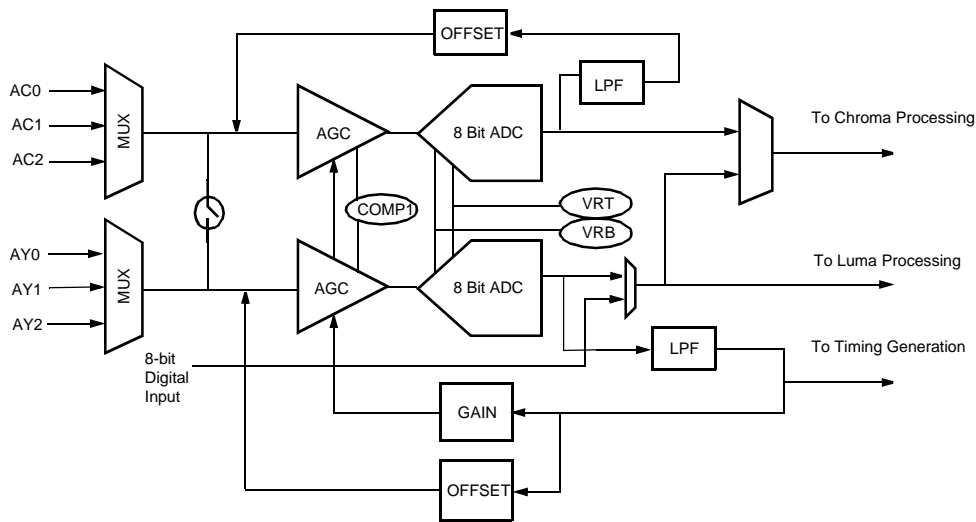 OFFSET
LPF
AC0
AC1
AC2
MUX
AGC
8 Bit ADC
To Chroma Processing
COMP1
VRT
VRB
AY0
AY1
AY2
MUX
AGC
8 Bit ADC
To Luma Processing
8-bit
Digital
Input
LPF
To Timing Generation
GAIN
OFFSET